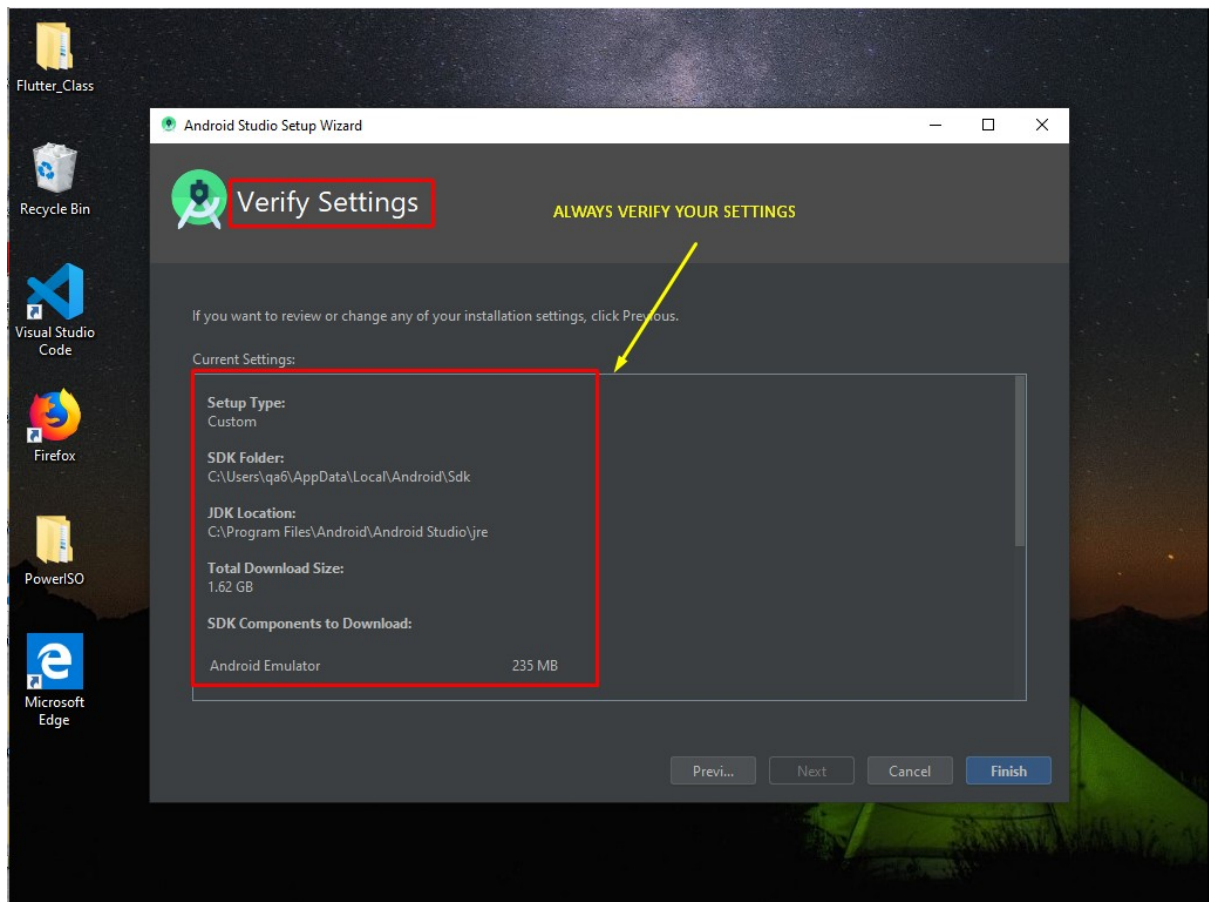 Flutter_Class
Recycle Bin
Visual Studio
Code
Firefox
PowerISO
Microsoft
Edge
Android Studio Setup Wizard
Verify Settings
ALWAYS VERIFY YOUR SETTINGS
If you want to review or change any of your installation settings, click Previous.
Current Settings:
Setup Type:
Custom
SDK Folder:
C:\Users\qa6\AppData\Local\Android\Sdk
JDK Location:
C:\Program Files\Android\Android Studio\jre
Total Download Size:
1.62 GB
SDK Components to Download:
Android Emulator 235 MB
Previ... Next Cancel Finish